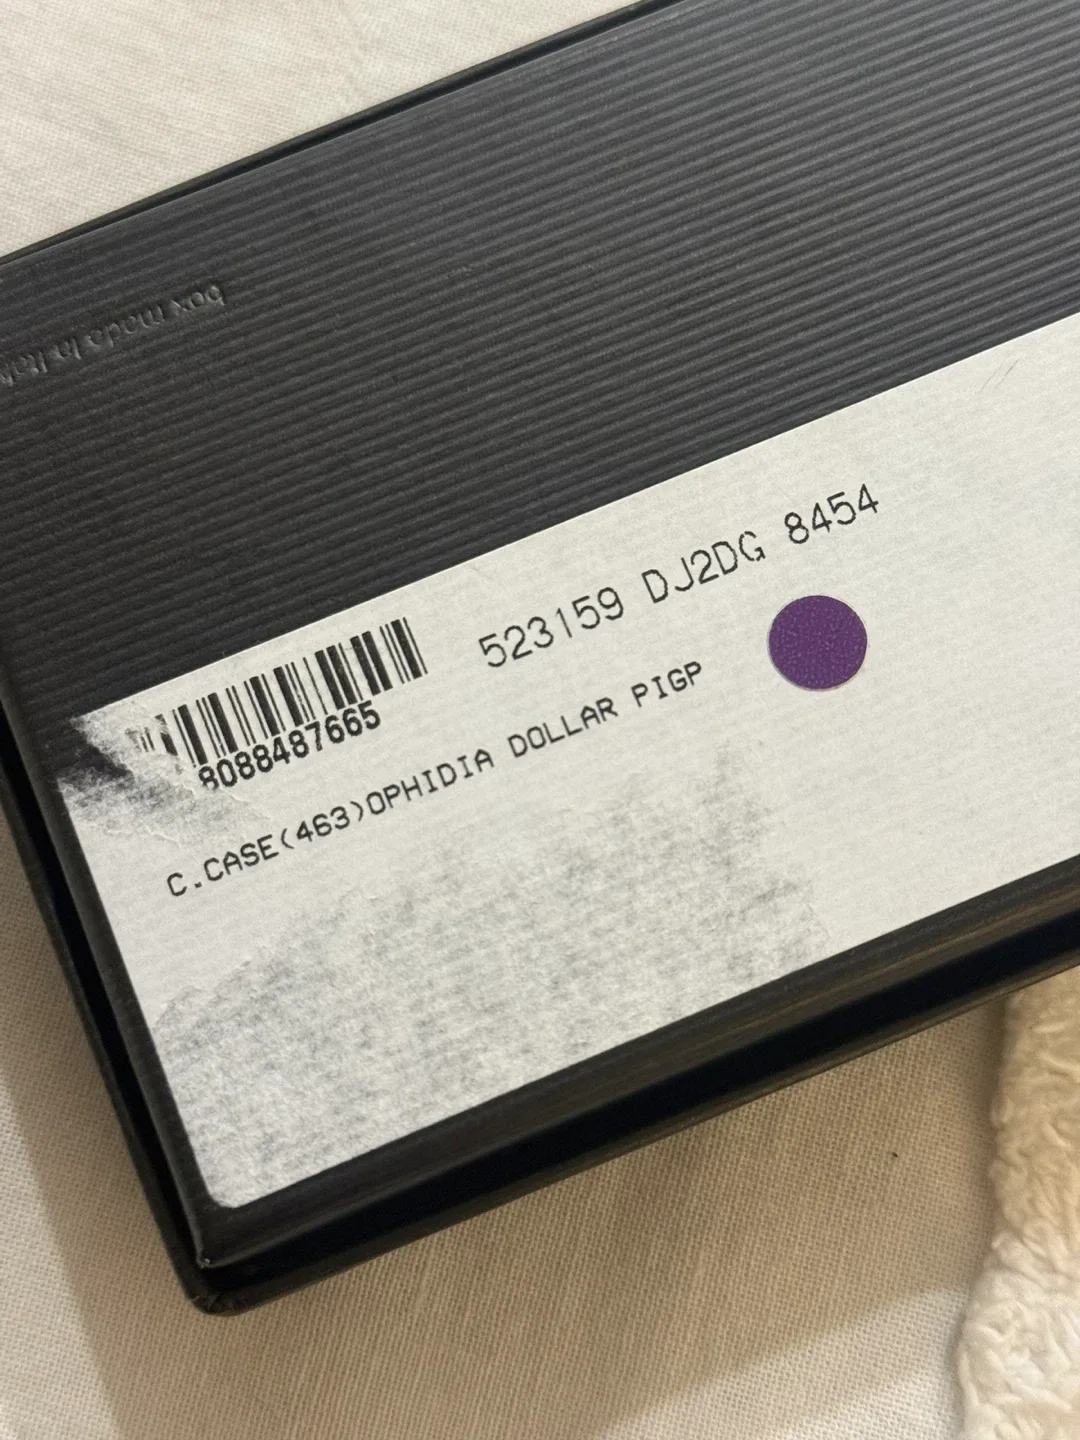 box made in Italy
523159 DJ2DG 8454
8088487665
C.CASE(463)OPHIDIA DOLLAR PIGP